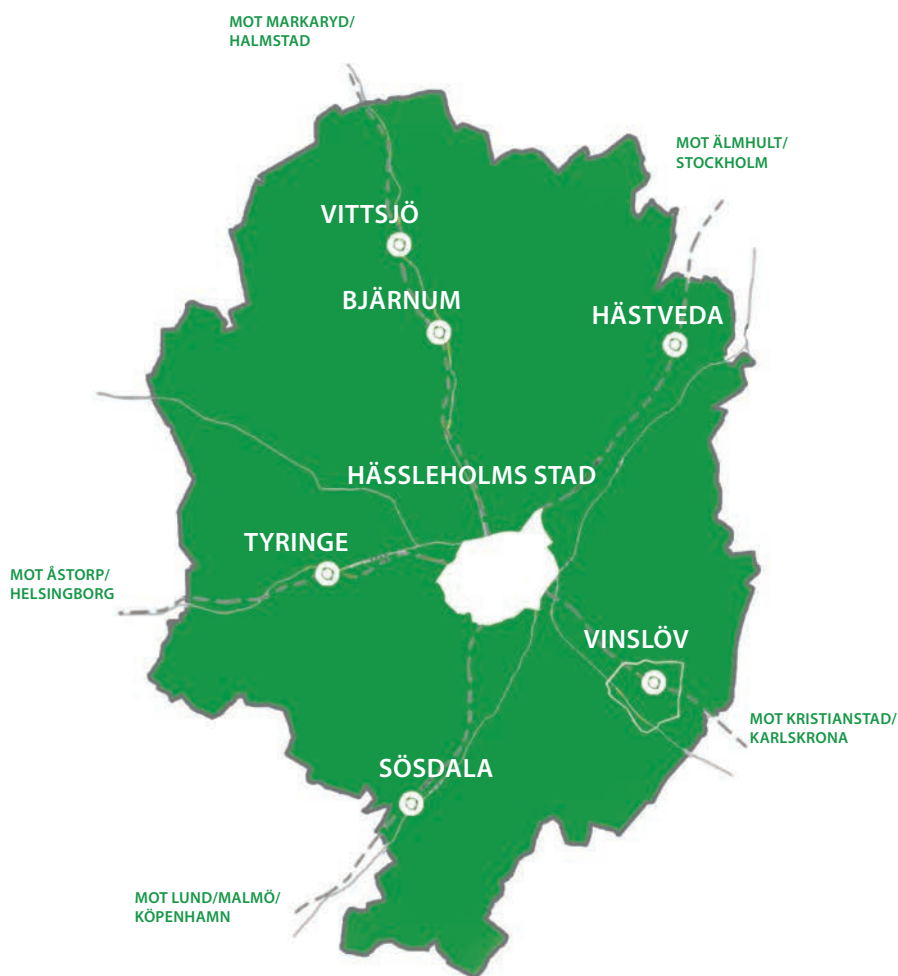 MOT MARKARYD/
HALMSTAD
MOT ÄLMHULT/
STOCKHOLM
VITTSJÖ
BJÄRNUM
HÄSTVEDA
HÄSSLEHOLMS STAD
TYRINGE
MOT ÅSTORP/
HELSINGBORG
VINSLÖV
MOT KRISTIANSTAD/
KARLSKRONA
SÖSDALA
MOT LUND/MALMÖ/
KÖPENHAMN